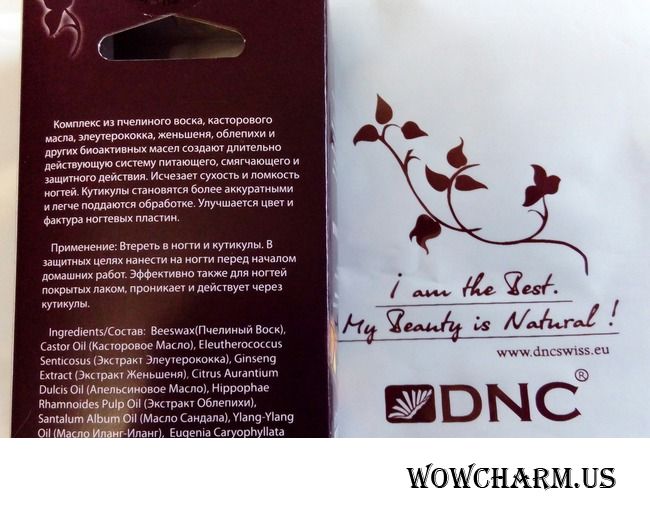 Комплекс из пчелиного воска, касторового
масла, элеутерококка, женьшеня, облепихи и
других биоактивных масел создают длительно
действующую систему питающего, смягчающего и
защитного действия. Исчезает сухость и ломкость
ногтей. Кутикулы становятся более аккуратными
и легче поддаются обработке. Улучшается цвет и
фактура ногтевых пластин.
Применение: Втереть в ногти и кутикулы. В
защитных целях нанести на ногти перед началом
домашних работ. Эффективно также для ногтей
покрытых лаком, проникает и действует через
кутикулы.
Ingredients/Состав: Beeswax(Пчелиный Воск),
Castor Oil (Касторовое Масло), Eleutherococcus
Senticosus (Экстракт Элеутерококка), Ginseng
Extract (Экстракт Женьшеня), Citrus Aurantium
Dulcis Oil (Апельсиновое Масло), Hippophae
Rhamnoides Pulp Oil (Экстракт Облепихи),
Santalum Album Oil (Масло Сандала), Ylang-Ylang
Oil (Масло Иланг-Иланг), Eugenia Caryophyllata
i am the Best.
My Beauty is Natural !
www.dncswiss.eu
DNC®
WOWCHARM.US